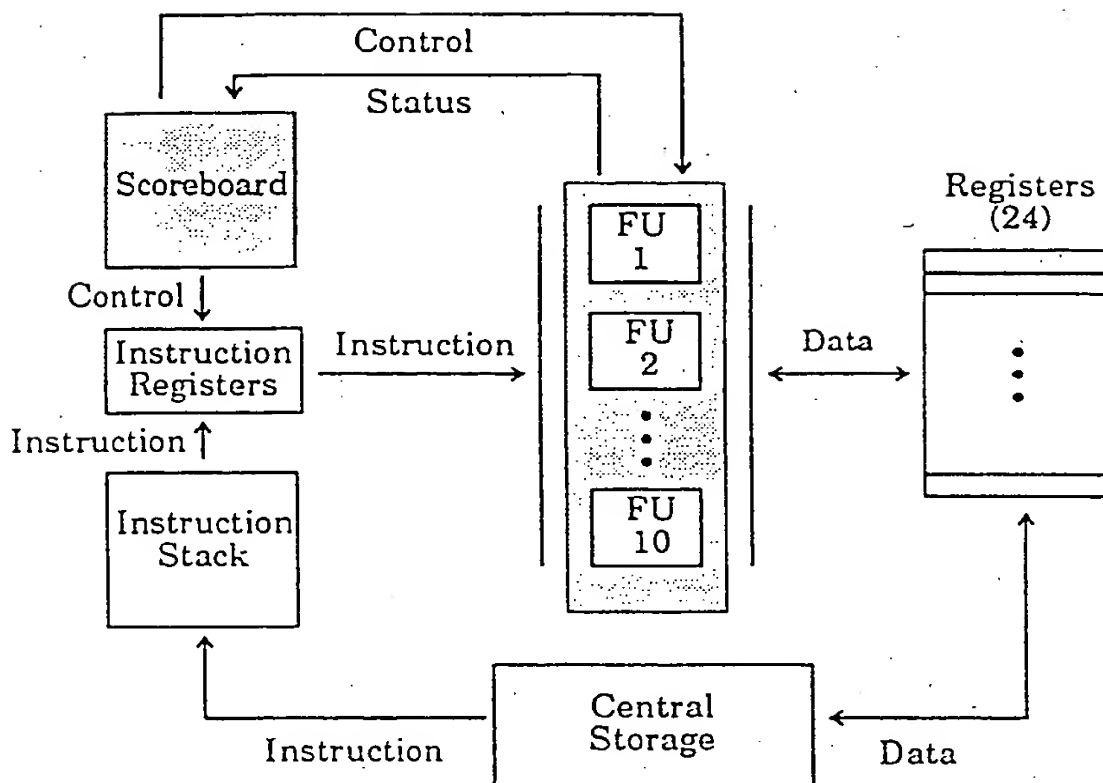 Control
Status
Scoreboard
Registers
(24)
FU
1
Control
Instruction
Registers
Instruction
FU
2
Data
Instruction
Instruction
Stack
FU
10
Central
Storage
Instruction
Data